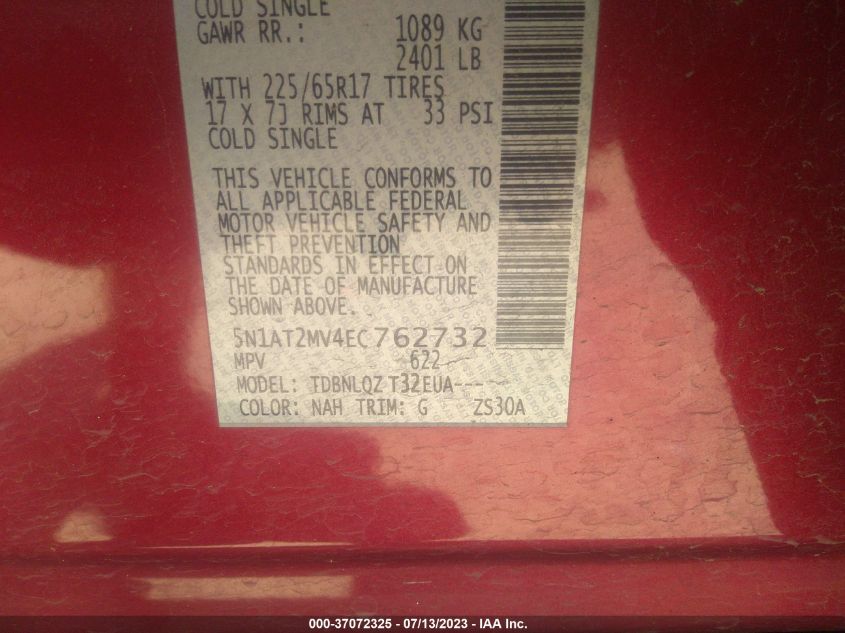 COLD SINGLE
GAWR RR.: 1089 KG
2401 LB
WITH 225/65R17 TIRES
17 X 7J RIMS AT 33 PSI
COLD SINGLE
THIS VEHICLE CONFORMS TO
ALL APPLICABLE FEDERAL
MOTOR VEHICLE SAFETY AND
THEFT PREVENTION
STANDARDS IN EFFECT ON
THE DATE OF MANUFACTURE
SHOWN ABOVE.
5N1AT2MV4EC762732
MPV 622
MODEL: TDBNLQZ T32EUA---
COLOR: NAH TRIM: G ZS30A
000-37072325 - 07/13/2023 - IAA Inc.